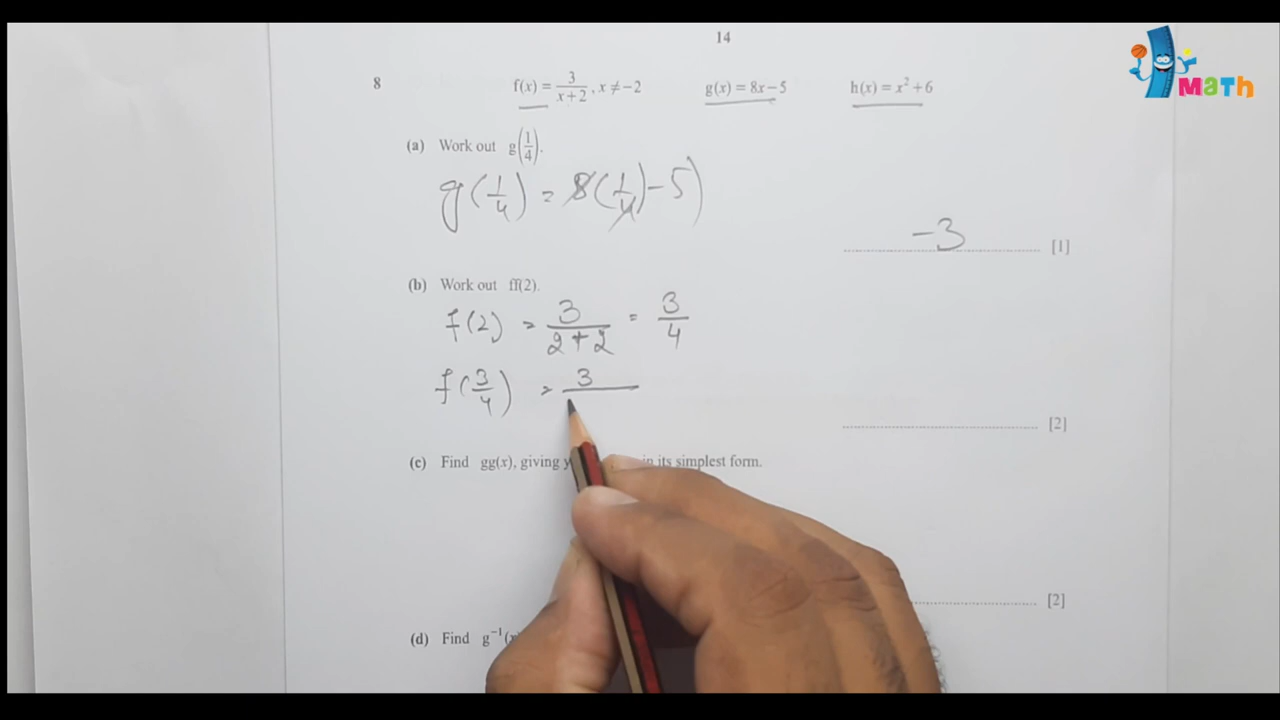 14
MATH
8 f(x) = 3/(x+2), x ≠ −2 g(x) = 8x − 5 h(x) = x² + 6
(a) Work out g(1/4).
g(1/4) = 8(1/4) − 5)
−3 [1]
(b) Work out ff(2).
f(2) = 3/(2+2) = 3/4
f(3/4) = 3
[2]
(c) Find gg(x), giving in its simplest form.
[2]
(d) Find g⁻¹(x